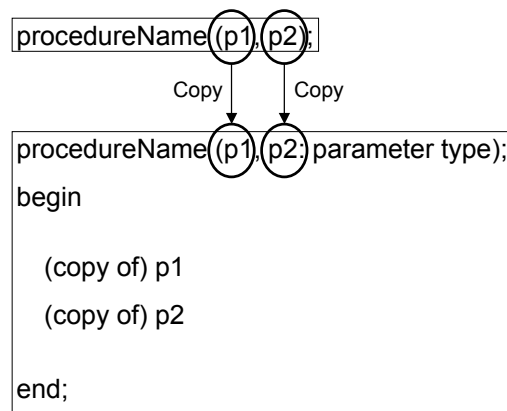 procedureName (p1, p2);
Copy Copy
procedureName (p1, p2: parameter type);
begin
(copy of) p1
(copy of) p2
end;